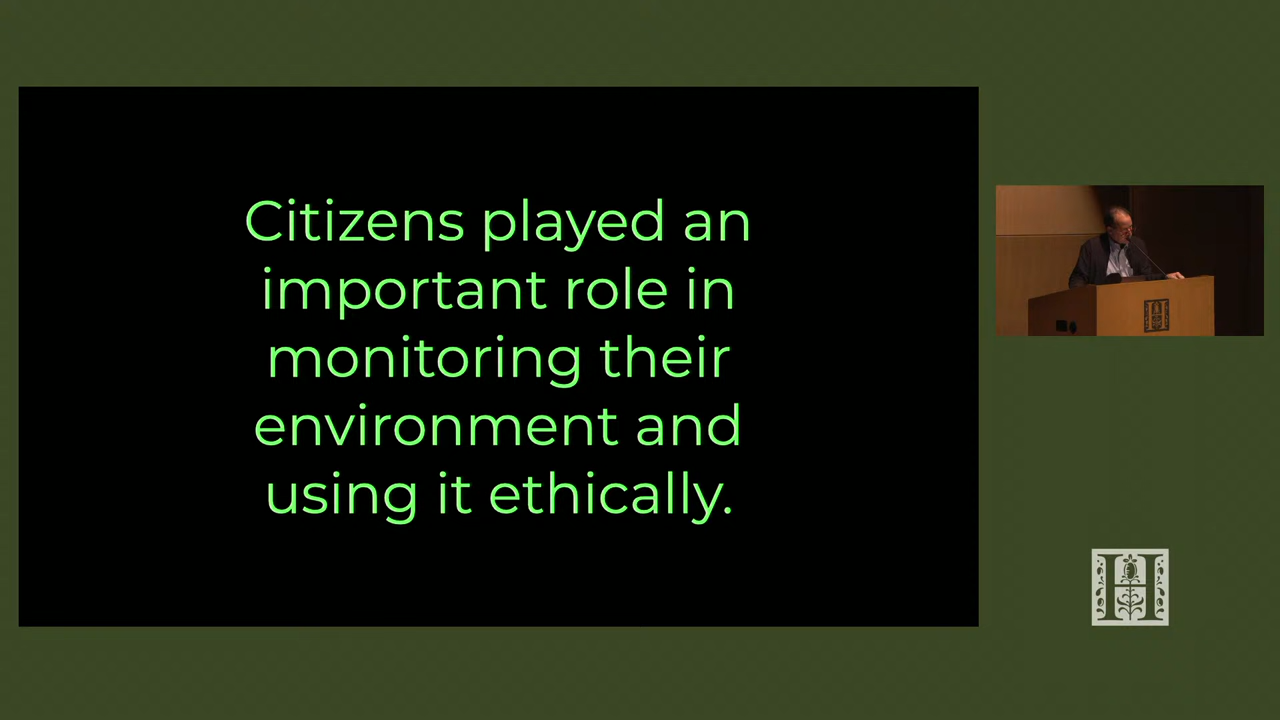 Citizens played an
important role in
monitoring their
environment and
using it ethically.
H